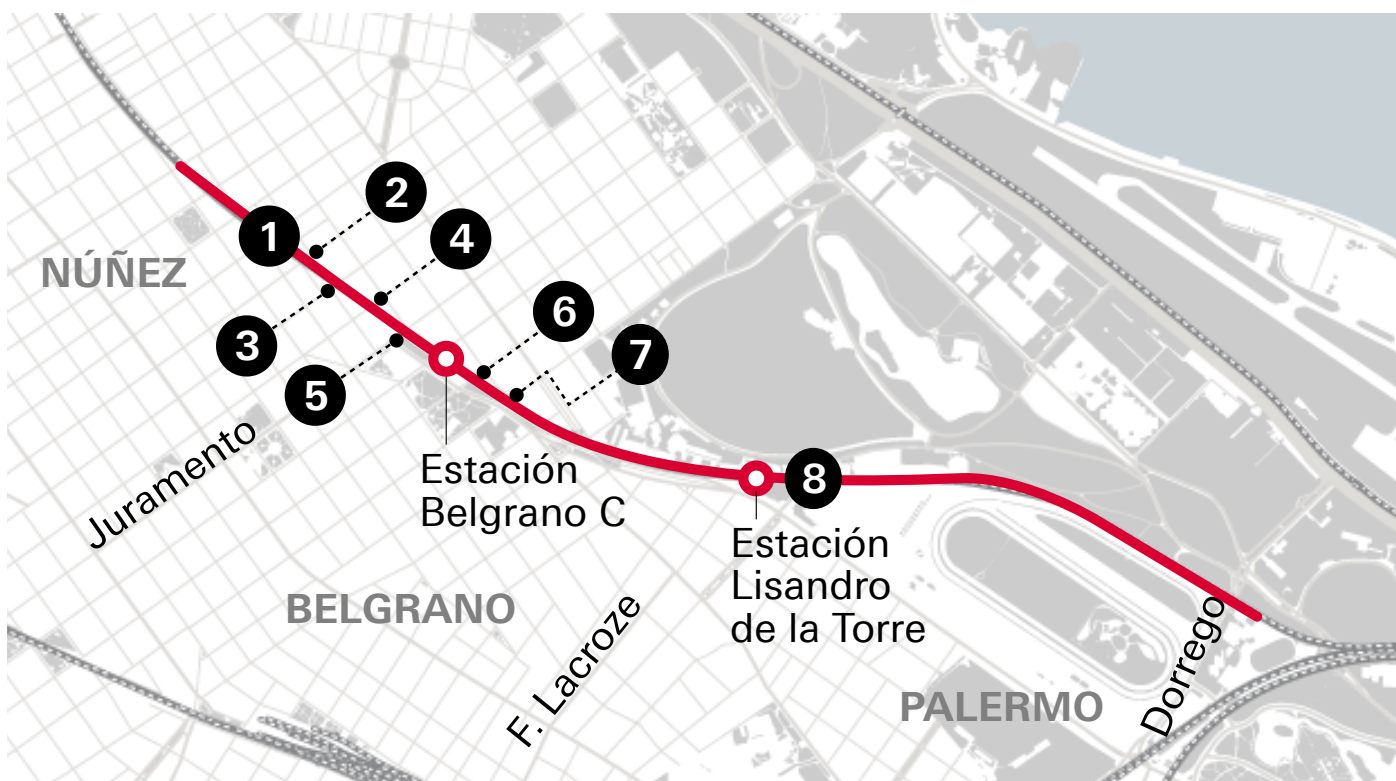 2
1
4
NÚÑEZ
6
3
7
5
Juramento
Estación
Belgrano C
8
Estación
Lisandro
de la Torre
BELGRANO
F. Lacroze
Dorrego
PALERMO